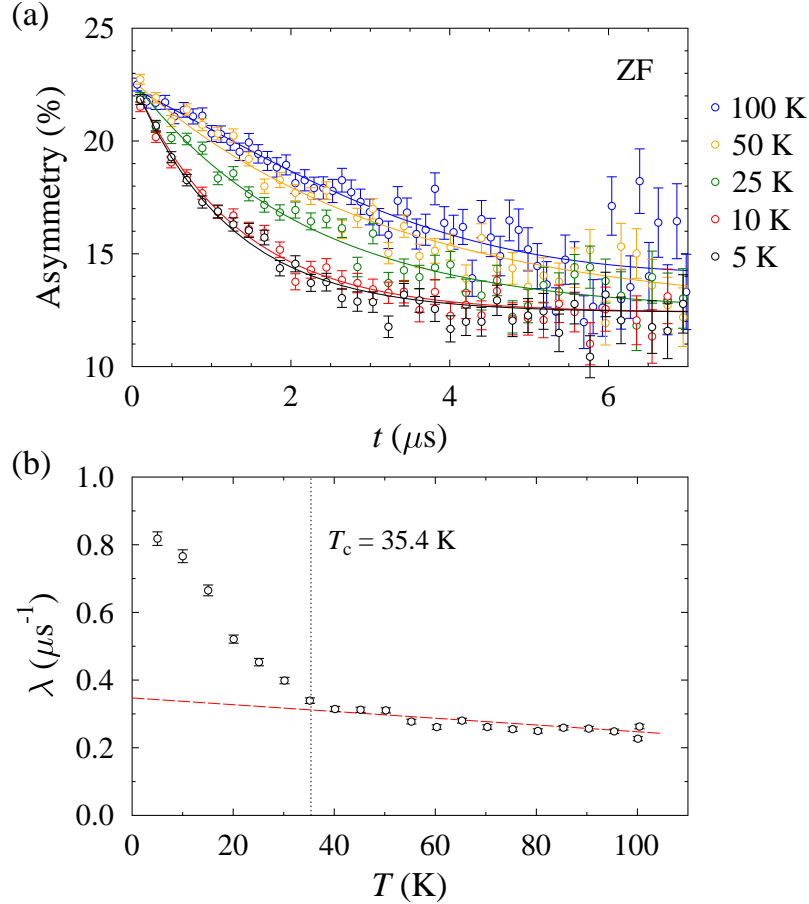 (a)
25
20
15
10
Asymmetry (%)
ZF
100 K
50 K
25 K
10 K
5 K
0 2 4 6
t (μs)
(b)
1.0
0.8
0.6
0.4
0.2
0.0
λ (μs⁻¹)
Tc = 35.4 K
0 20 40 60 80 100
T (K)